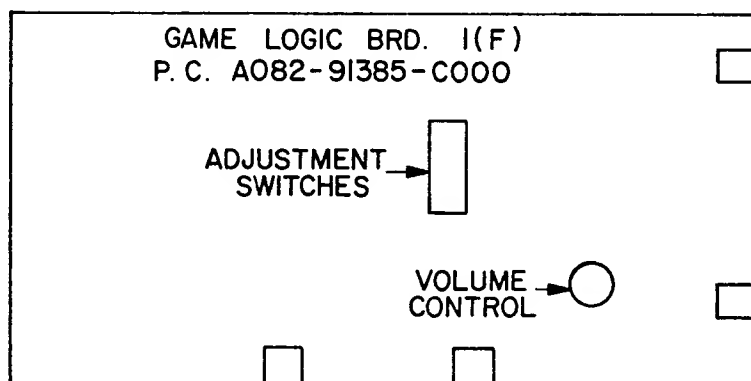 GAME LOGIC BRD. 1(F)
P.C. A082-91385-C000
ADJUSTMENT
SWITCHES
VOLUME
CONTROL